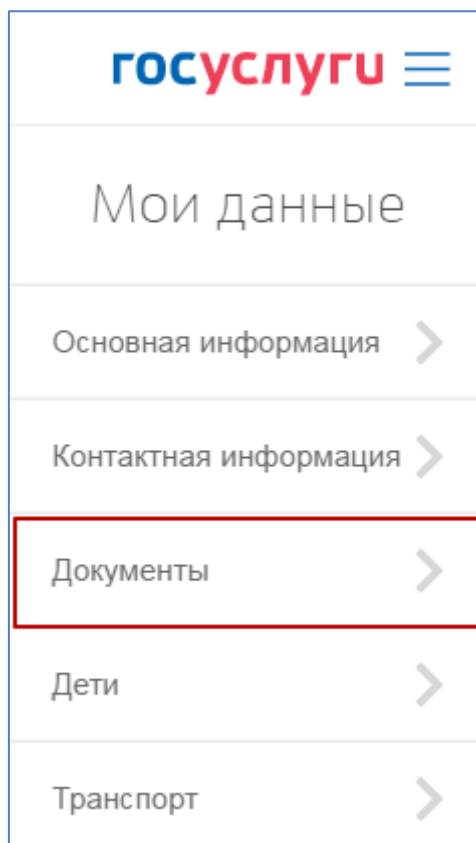 госуслуги
Мои данные
Основная информация
Контактная информация
Документы
Дети
Транспорт